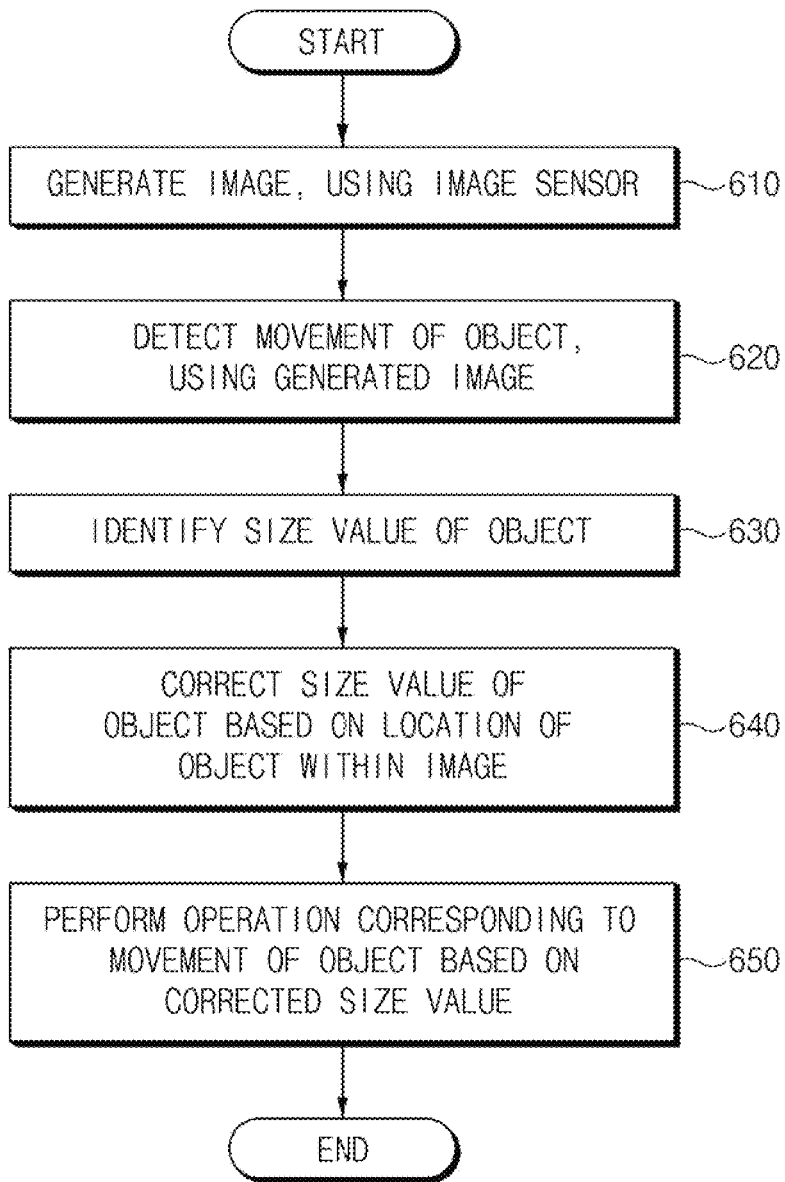 START
GENERATE IMAGE, USING IMAGE SENSOR
610
DETECT MOVEMENT OF OBJECT,
USING GENERATED IMAGE
620
IDENTIFY SIZE VALUE OF OBJECT
630
CORRECT SIZE VALUE OF
OBJECT BASED ON LOCATION OF
OBJECT WITHIN IMAGE
640
PERFORM OPERATION CORRESPONDING TO
MOVEMENT OF OBJECT BASED ON
CORRECTED SIZE VALUE
650
END